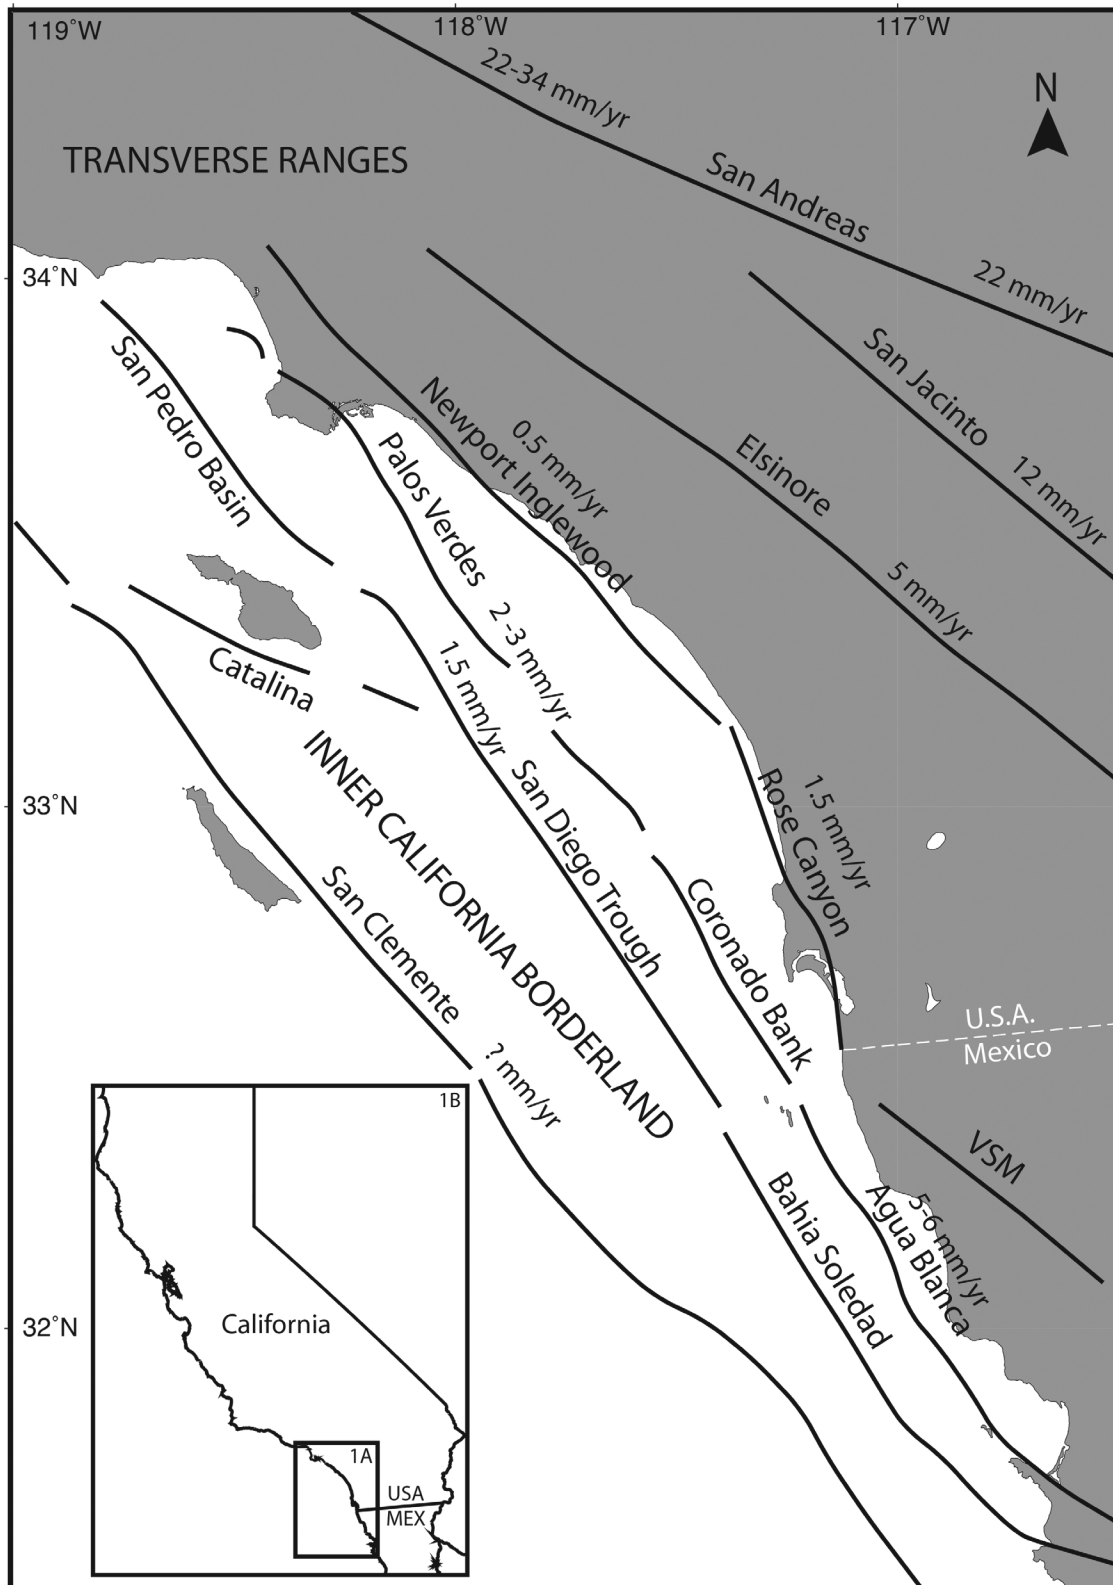 119˚W
118˚W
117˚W
22-34 mm/yr
N
TRANSVERSE RANGES
San Andreas
34˚N
22 mm/yr
San Pedro Basin
San Jacinto
Newport Inglewood
0.5 mm/yr
Palos Verdes
Elsinore
12 mm/yr
5 mm/yr
2 -3 mm/yr
1.5 mm/yr
Catalina
INNER CALIFORNIA BORDERLAND
San Diego Trough
33˚N
Rose Canyon
1.5 mm/yr
San Clemente
Coronado Bank
U.S.A.
Mexico
? mm/yr
VSM
Bahia Soledad
Agua Blanca
5-6 mm/yr
32˚N
1B
California
1A
USA
MEX